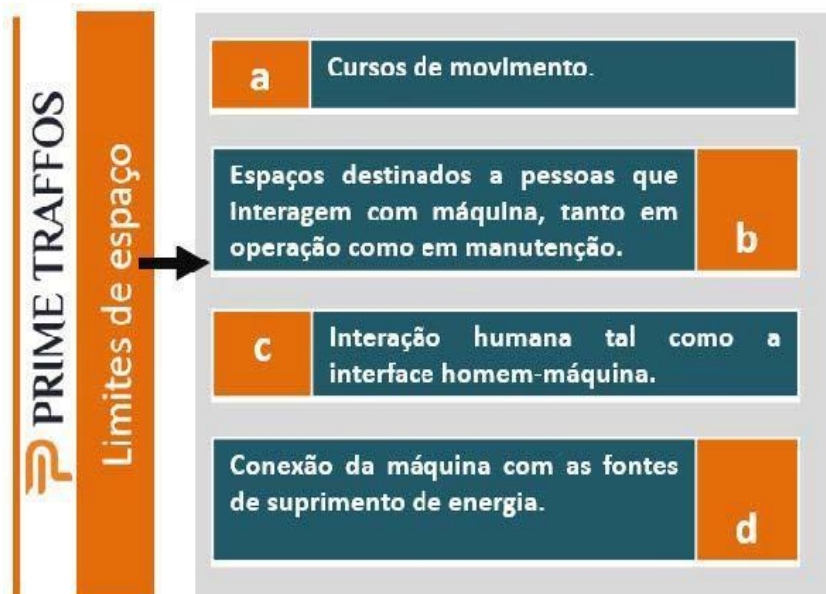 PRIME TRAFFOS
Limites de espaço
a
Cursos de movimento.
Espaços destinados a pessoas que
interagem com máquina, tanto em
operação como em manutenção.
b
c
Interação humana tal como a
interface homem-máquina.
Conexão da máquina com as fontes
de suprimento de energia.
d